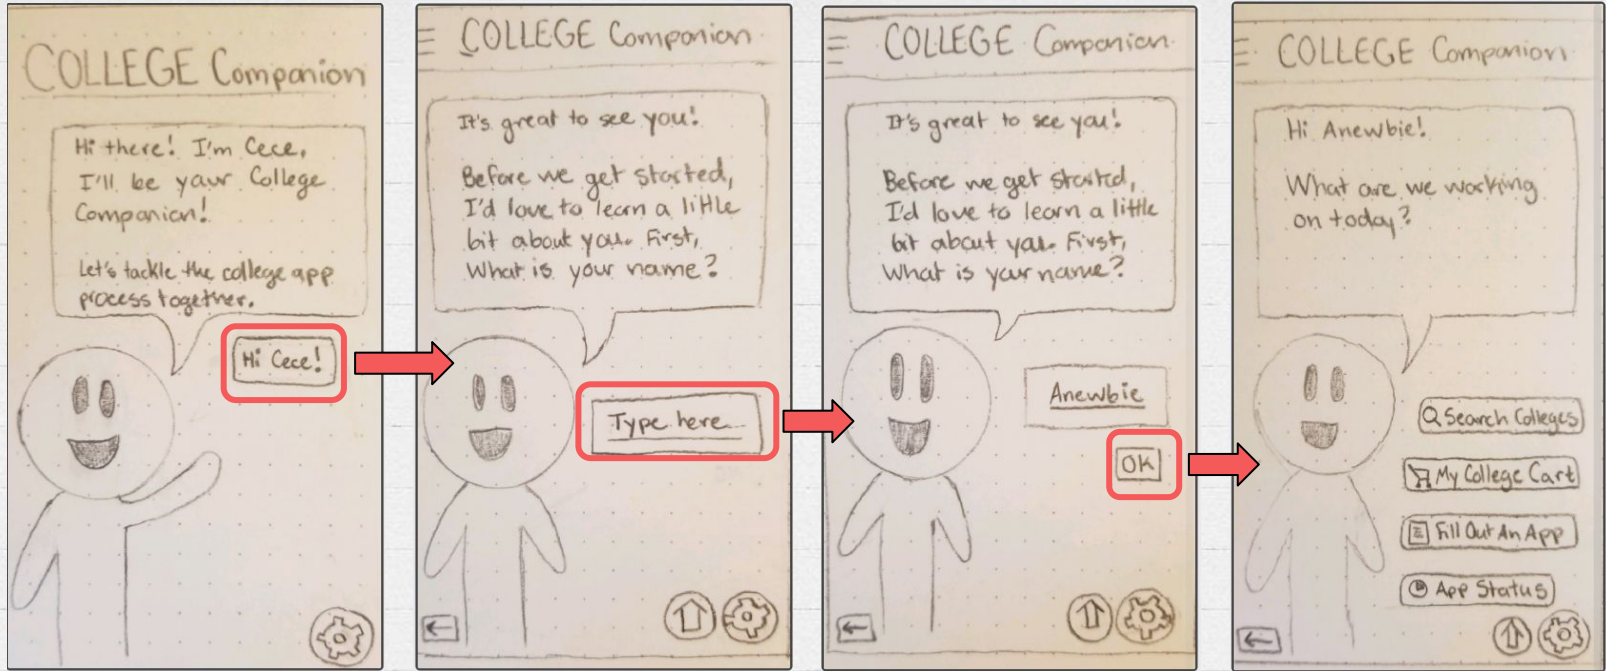 COLLEGE Companion
Hi there! I'm Cece,
I'll be your College
Companion!
Let's tackle the college app
process together.
Hi Cece!
COLLEGE Companion
It's great to see you!
Before we get started,
I'd love to learn a little
bit about you. First,
What is your name?
Type here
COLLEGE Companion
It's great to see you!
Before we get started,
I'd love to learn a little
bit about you. First,
What is your name?
Anewbie
OK
COLLEGE Companion
Hi Anewbie!
What are we working
on today?
Search Colleges
My College Cart
Fill Out An App
App Status